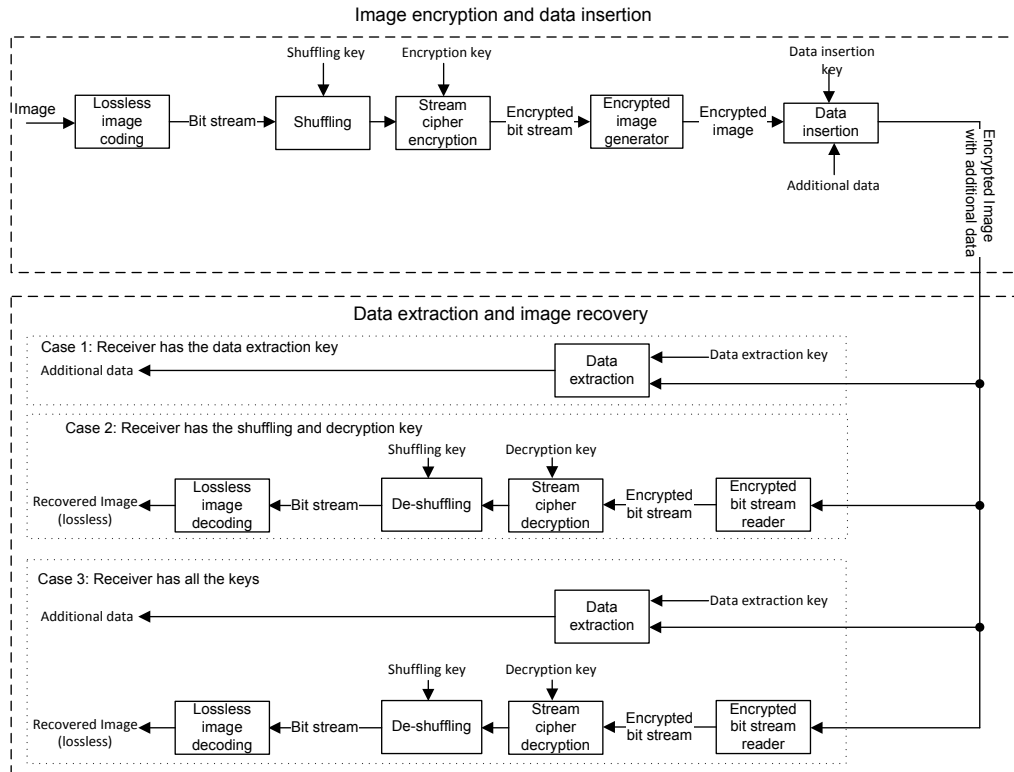 Image encryption and data insertion
Shuffling key
Encryption key
Data insertion
key
Image
Lossless
image
coding
Bit stream
Shuffling
Stream
cipher
encryption
Encrypted
bit stream
Encrypted
image
generator
Encrypted
image
Data
insertion
Additional data
Encrypted Image
with additional data
Data extraction and image recovery
Case 1: Receiver has the data extraction key
Additional data
Data
extraction
Data extraction key
Case 2: Receiver has the shuffling and decryption key
Shuffling key
Decryption key
Recovered Image
(lossless)
Lossless
image
decoding
Bit stream
De-shuffling
Stream
cipher
decryption
Encrypted
bit stream
Encrypted
bit stream
reader
Case 3: Receiver has all the keys
Additional data
Data
extraction
Data extraction key
Shuffling key
Decryption key
Recovered Image
(lossless)
Lossless
image
decoding
Bit stream
De-shuffling
Stream
cipher
decryption
Encrypted
bit stream
Encrypted
bit stream
reader